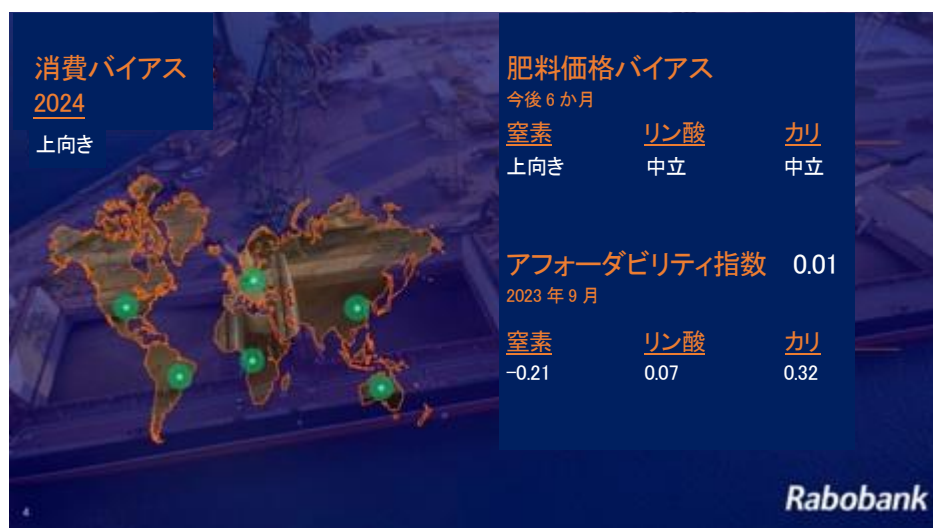 消費バイアス
2024
上向き
肥料価格バイアス
今後 6 か月
窒素 リン酸 カリ
上向き 中立 中立
アフォーダビリティ指数 0.01
2023 年 9 月
窒素 リン酸 カリ
−0.21 0.07 0.32
4
Rabobank